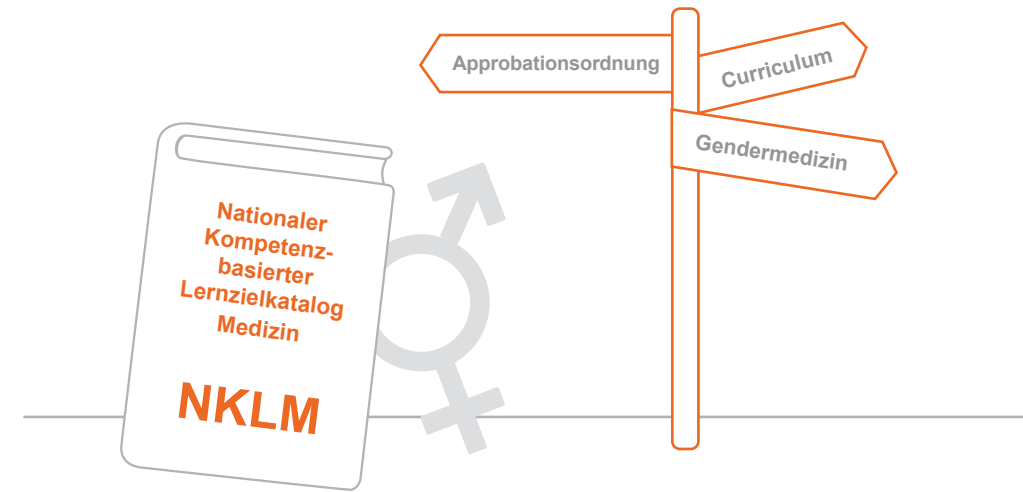 Approbationsordnung
Curriculum
Gendermedizin
Nationaler
Kompetenz-
basierter
Lernzielkatalog
Medizin
NKLM